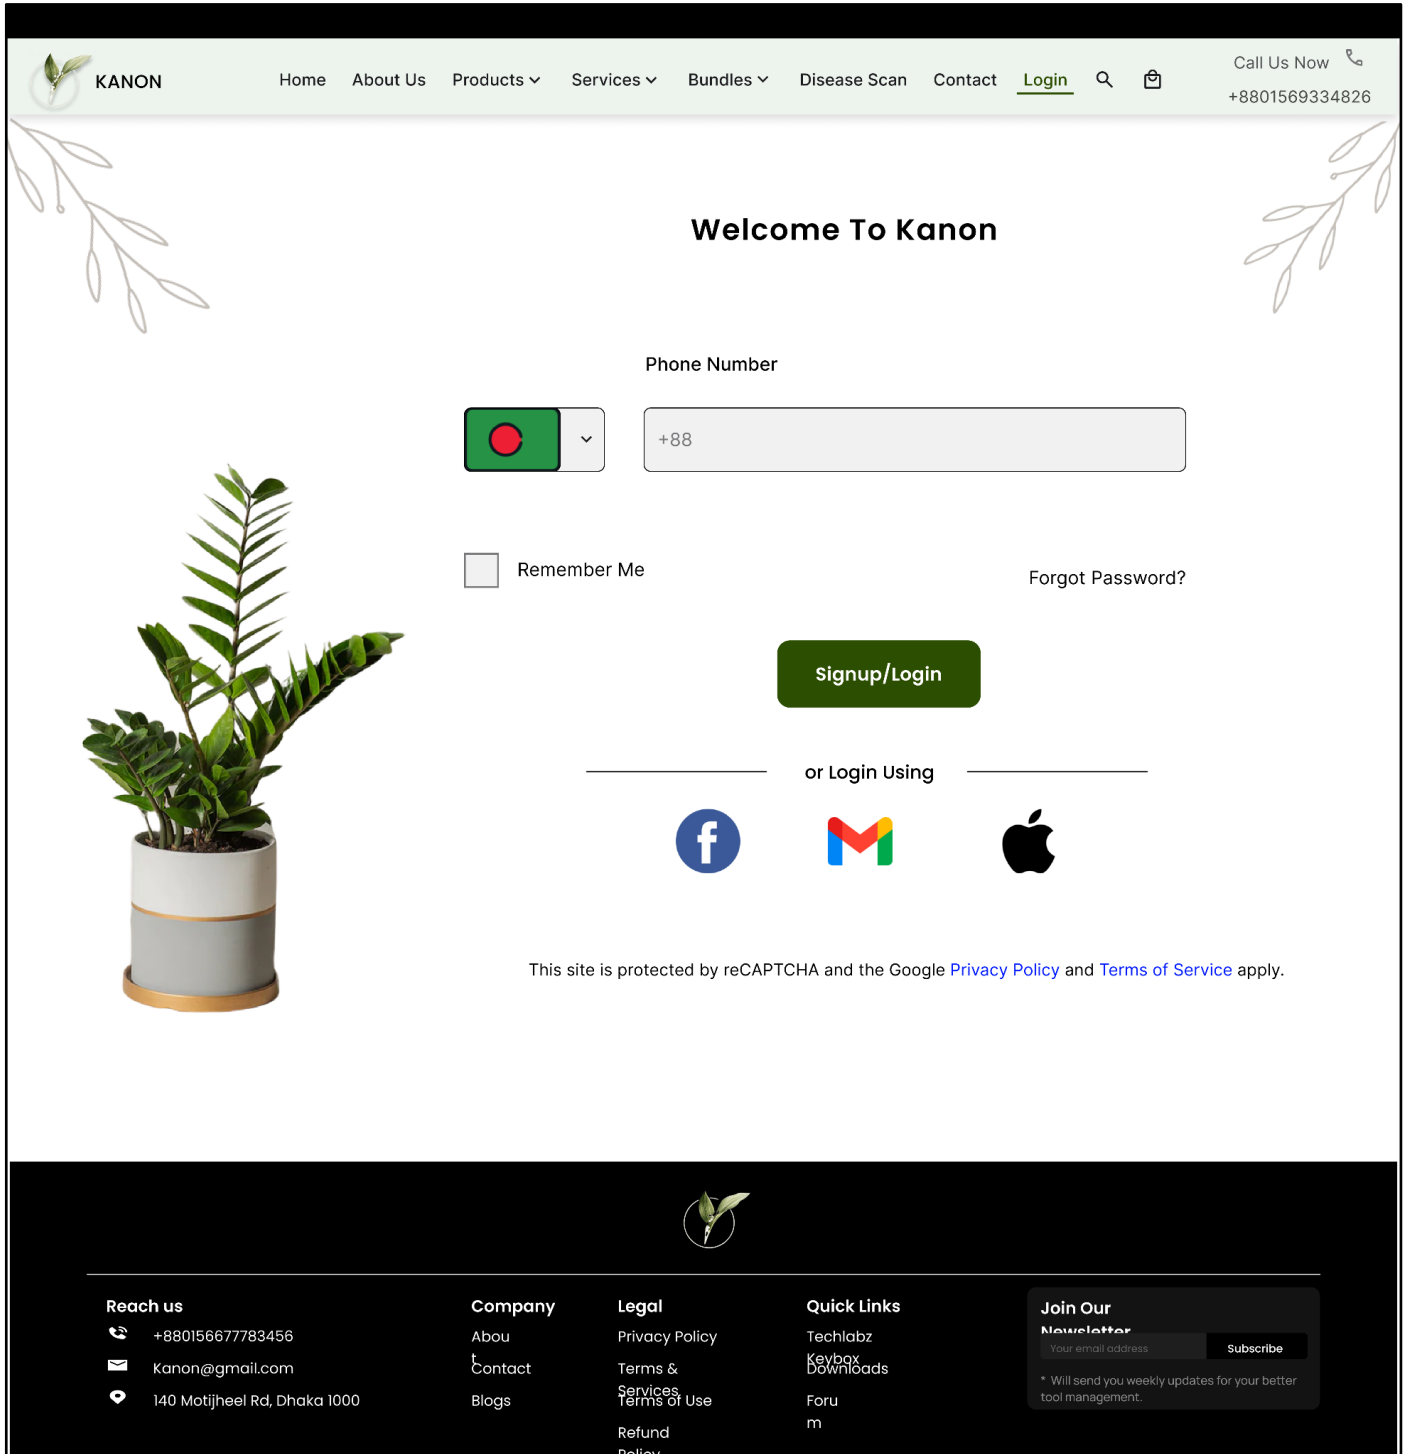 KANON
Home About Us Products Services Bundles Disease Scan Contact Login
Call Us Now
+8801569334826
Welcome To Kanon
Phone Number
+88
Remember Me
Forgot Password?
Signup/Login
or Login Using
This site is protected by reCAPTCHA and the Google Privacy Policy and Terms of Service apply.
Reach us
+880156677783456
Kanon@gmail.com
140 Motijheel Rd, Dhaka 1000
Company
Abou
t
Contact
Blogs
Legal
Privacy Policy
Terms &
Services
Terms of Use
Refund
Policy
Quick Links
Techlabz
Keybox
Downloads
Foru
m
Join Our
Newsletter
Your email address
Subscribe
* Will send you weekly updates for your better
tool management.